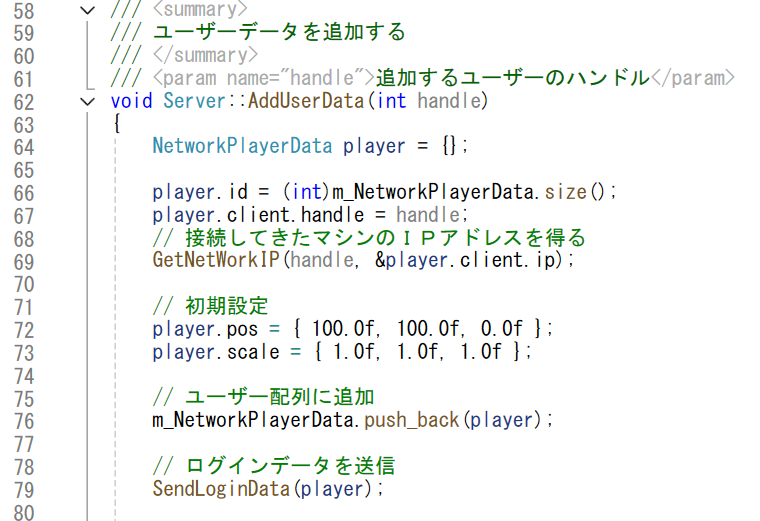 58 /// <summary>
59 /// ユーザーデータを追加する
60 /// </summary>
61 /// <param name="handle">追加するユーザーのハンドル</param>
62 void Server::AddUserData(int handle)
63 {
64 NetworkPlayerData player = {};
65
66 player.id = (int)m_NetworkPlayerData.size();
67 player.client.handle = handle;
68 // 接続してきたマシンのＩＰアドレスを得る
69 GetNetWorkIP(handle, &player.client.ip);
70
71 // 初期設定
72 player.pos = { 100.0f, 100.0f, 0.0f };
73 player.scale = { 1.0f, 1.0f, 1.0f };
74
75 // ユーザー配列に追加
76 m_NetworkPlayerData.push_back(player);
77
78 // ログインデータを送信
79 SendLoginData(player);
80